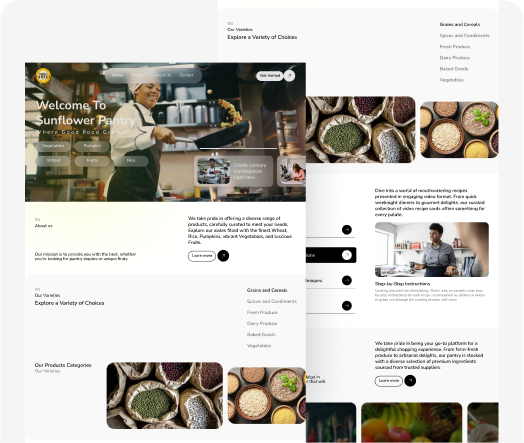 Our Varieties
Explore a Variety of Choices
Grains and Cereals
Spices and Condiments
Fresh Produce
Dairy Produce
Baked Goods
Vegetables
Home
About Us
Contact
Get started
Welcome To
Sunflower Pantry
Where Good Food Grows
Vegetables
Pumpkin
Wheat
Fruits
Rice
Create culinary
masterpieces
right here.
About us
We take pride in offering a diverse range of
products, carefully curated to meet your needs.
Explore our aisles filled with the finest Wheat,
Rice, Pumpkins, vibrant Vegetables, and luscious
Fruits.
Our mission is to provide you with the best, whether
you're looking for pantry staples or unique finds.
Learn more
Our Varieties
Explore a Variety of Choices
Grains and Cereals
Spices and Condiments
Fresh Produce
Dairy Produce
Baked Goods
Vegetables
Our Products Categories
Our Varieties
Dive into a world of mouthwatering recipes
presented in engaging video format. From quick
weeknight dinners to gourmet delights, our curated
collection of video recipe cards offers something for
every palate.
Step-by-Step Instructions
We take pride in being your go-to platform for a
delightful shopping experience. From farm-fresh
produce to artisanal delights, our pantry is stocked
with a diverse selection of premium ingredients
sourced from trusted suppliers
Learn more